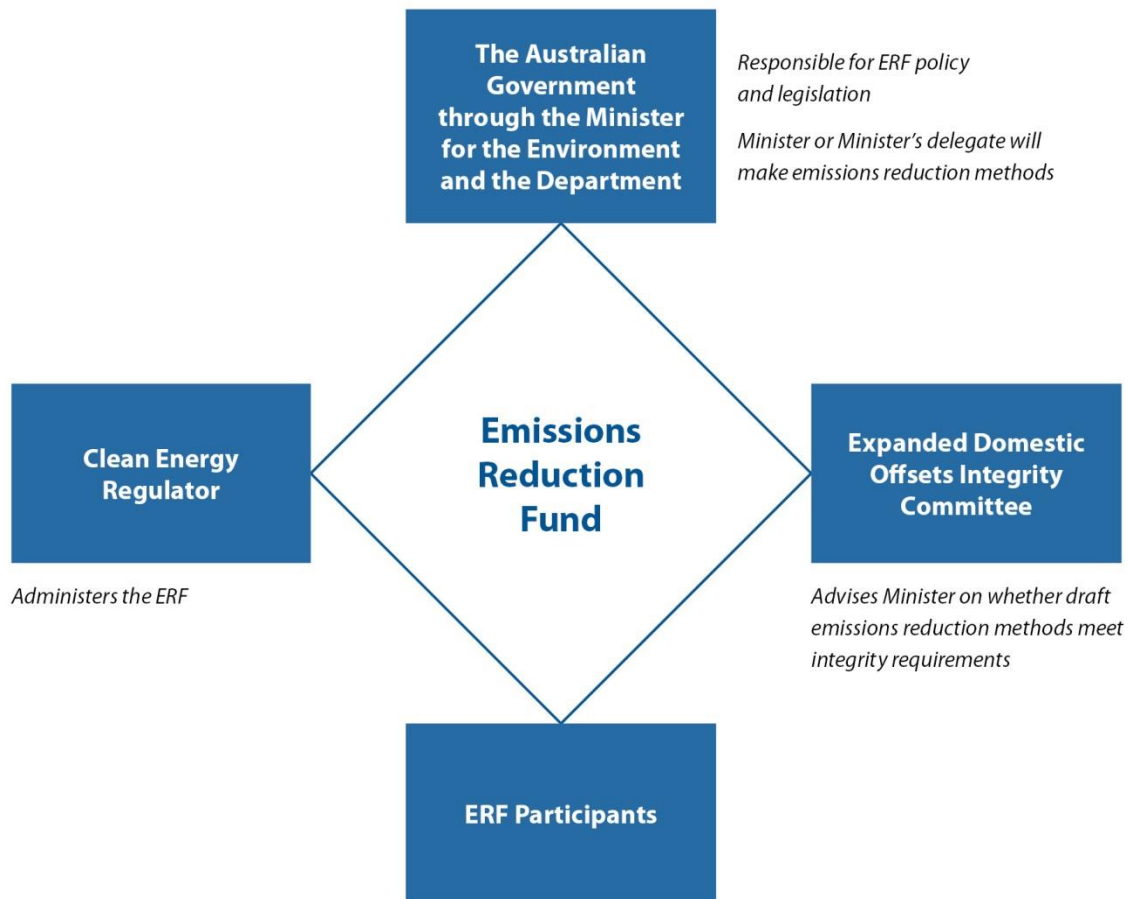 The Australian
Government
through the Minister
for the Environment
and the Department
Responsible for ERF policy
and legislation
Minister or Minister’s delegate will
make emissions reduction methods
Clean Energy
Regulator
Administers the ERF
Emissions
Reduction
Fund
Expanded Domestic
Offsets Integrity
Committee
Advises Minister on whether draft
emissions reduction methods meet
integrity requirements
ERF Participants